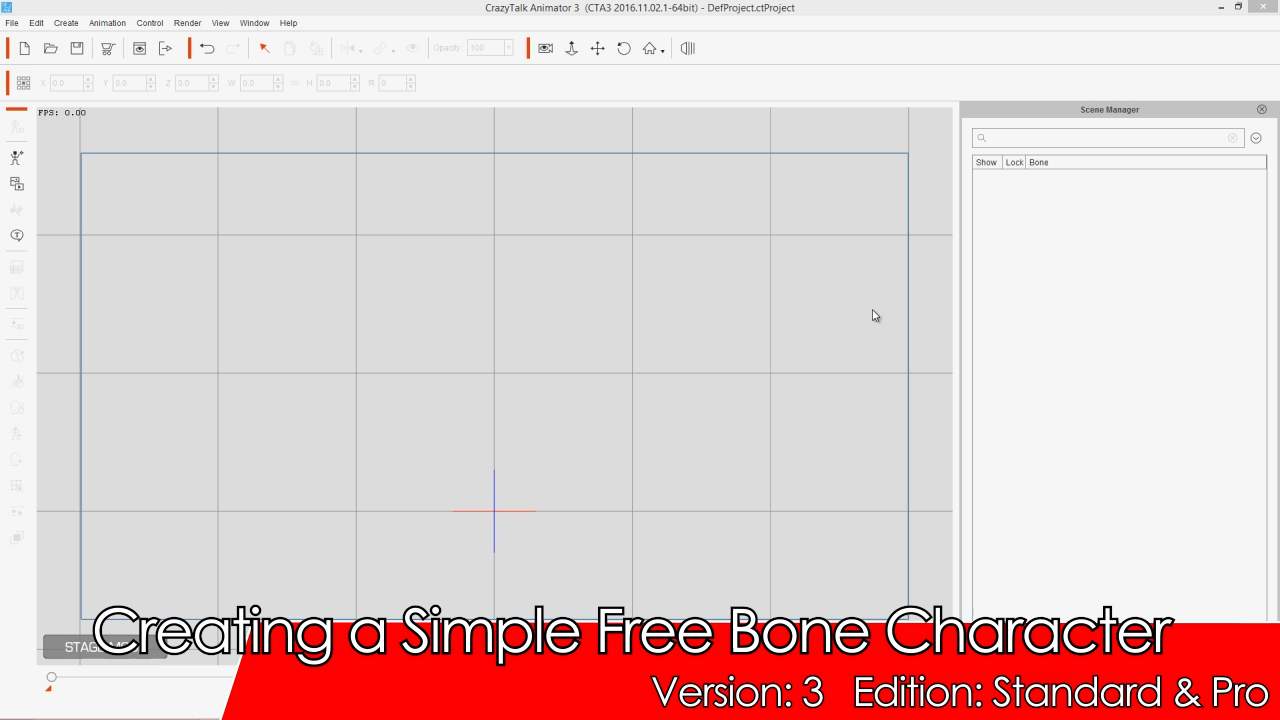 CrazyTalk Animator 3 (CTA3 2016.11.02.1-64bit) - DefProject.ctProject
File Edit Create Animation Control Render View Window Help
Opacity: 100
X 0.0 Y 0.0 Z 0.0 W 0.0 H 0.0 R 0
FPS: 0.00
Scene Manager
Show Lock Bone
Creating a Simple Free Bone Character
Version: 3 Edition: Standard & Pro